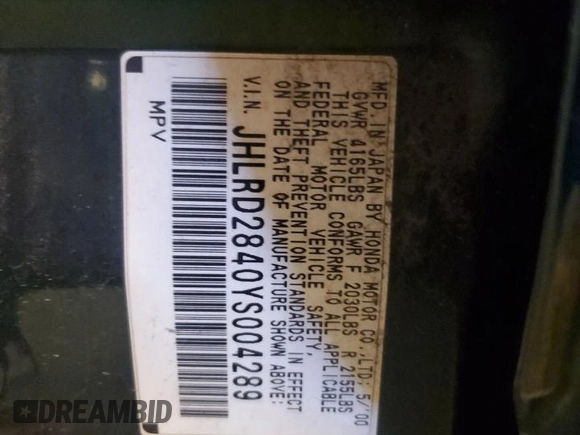 MFD. IN JAPAN BY HONDA MOTOR CO., LTD; 5/00
GVWR 4165LBS GAWR F 2030LBS R 2155LBS
THIS VEHICLE CONFORMS TO ALL APPLICABLE
FEDERAL MOTOR VEHICLE SAFETY,
AND THEFT PREVENTION STANDARDS IN EFFECT
ON THE DATE OF MANUFACTURE SHOWN ABOVE:
V.I.N. JHLRD2840YS004289
MPV
DREAMBID